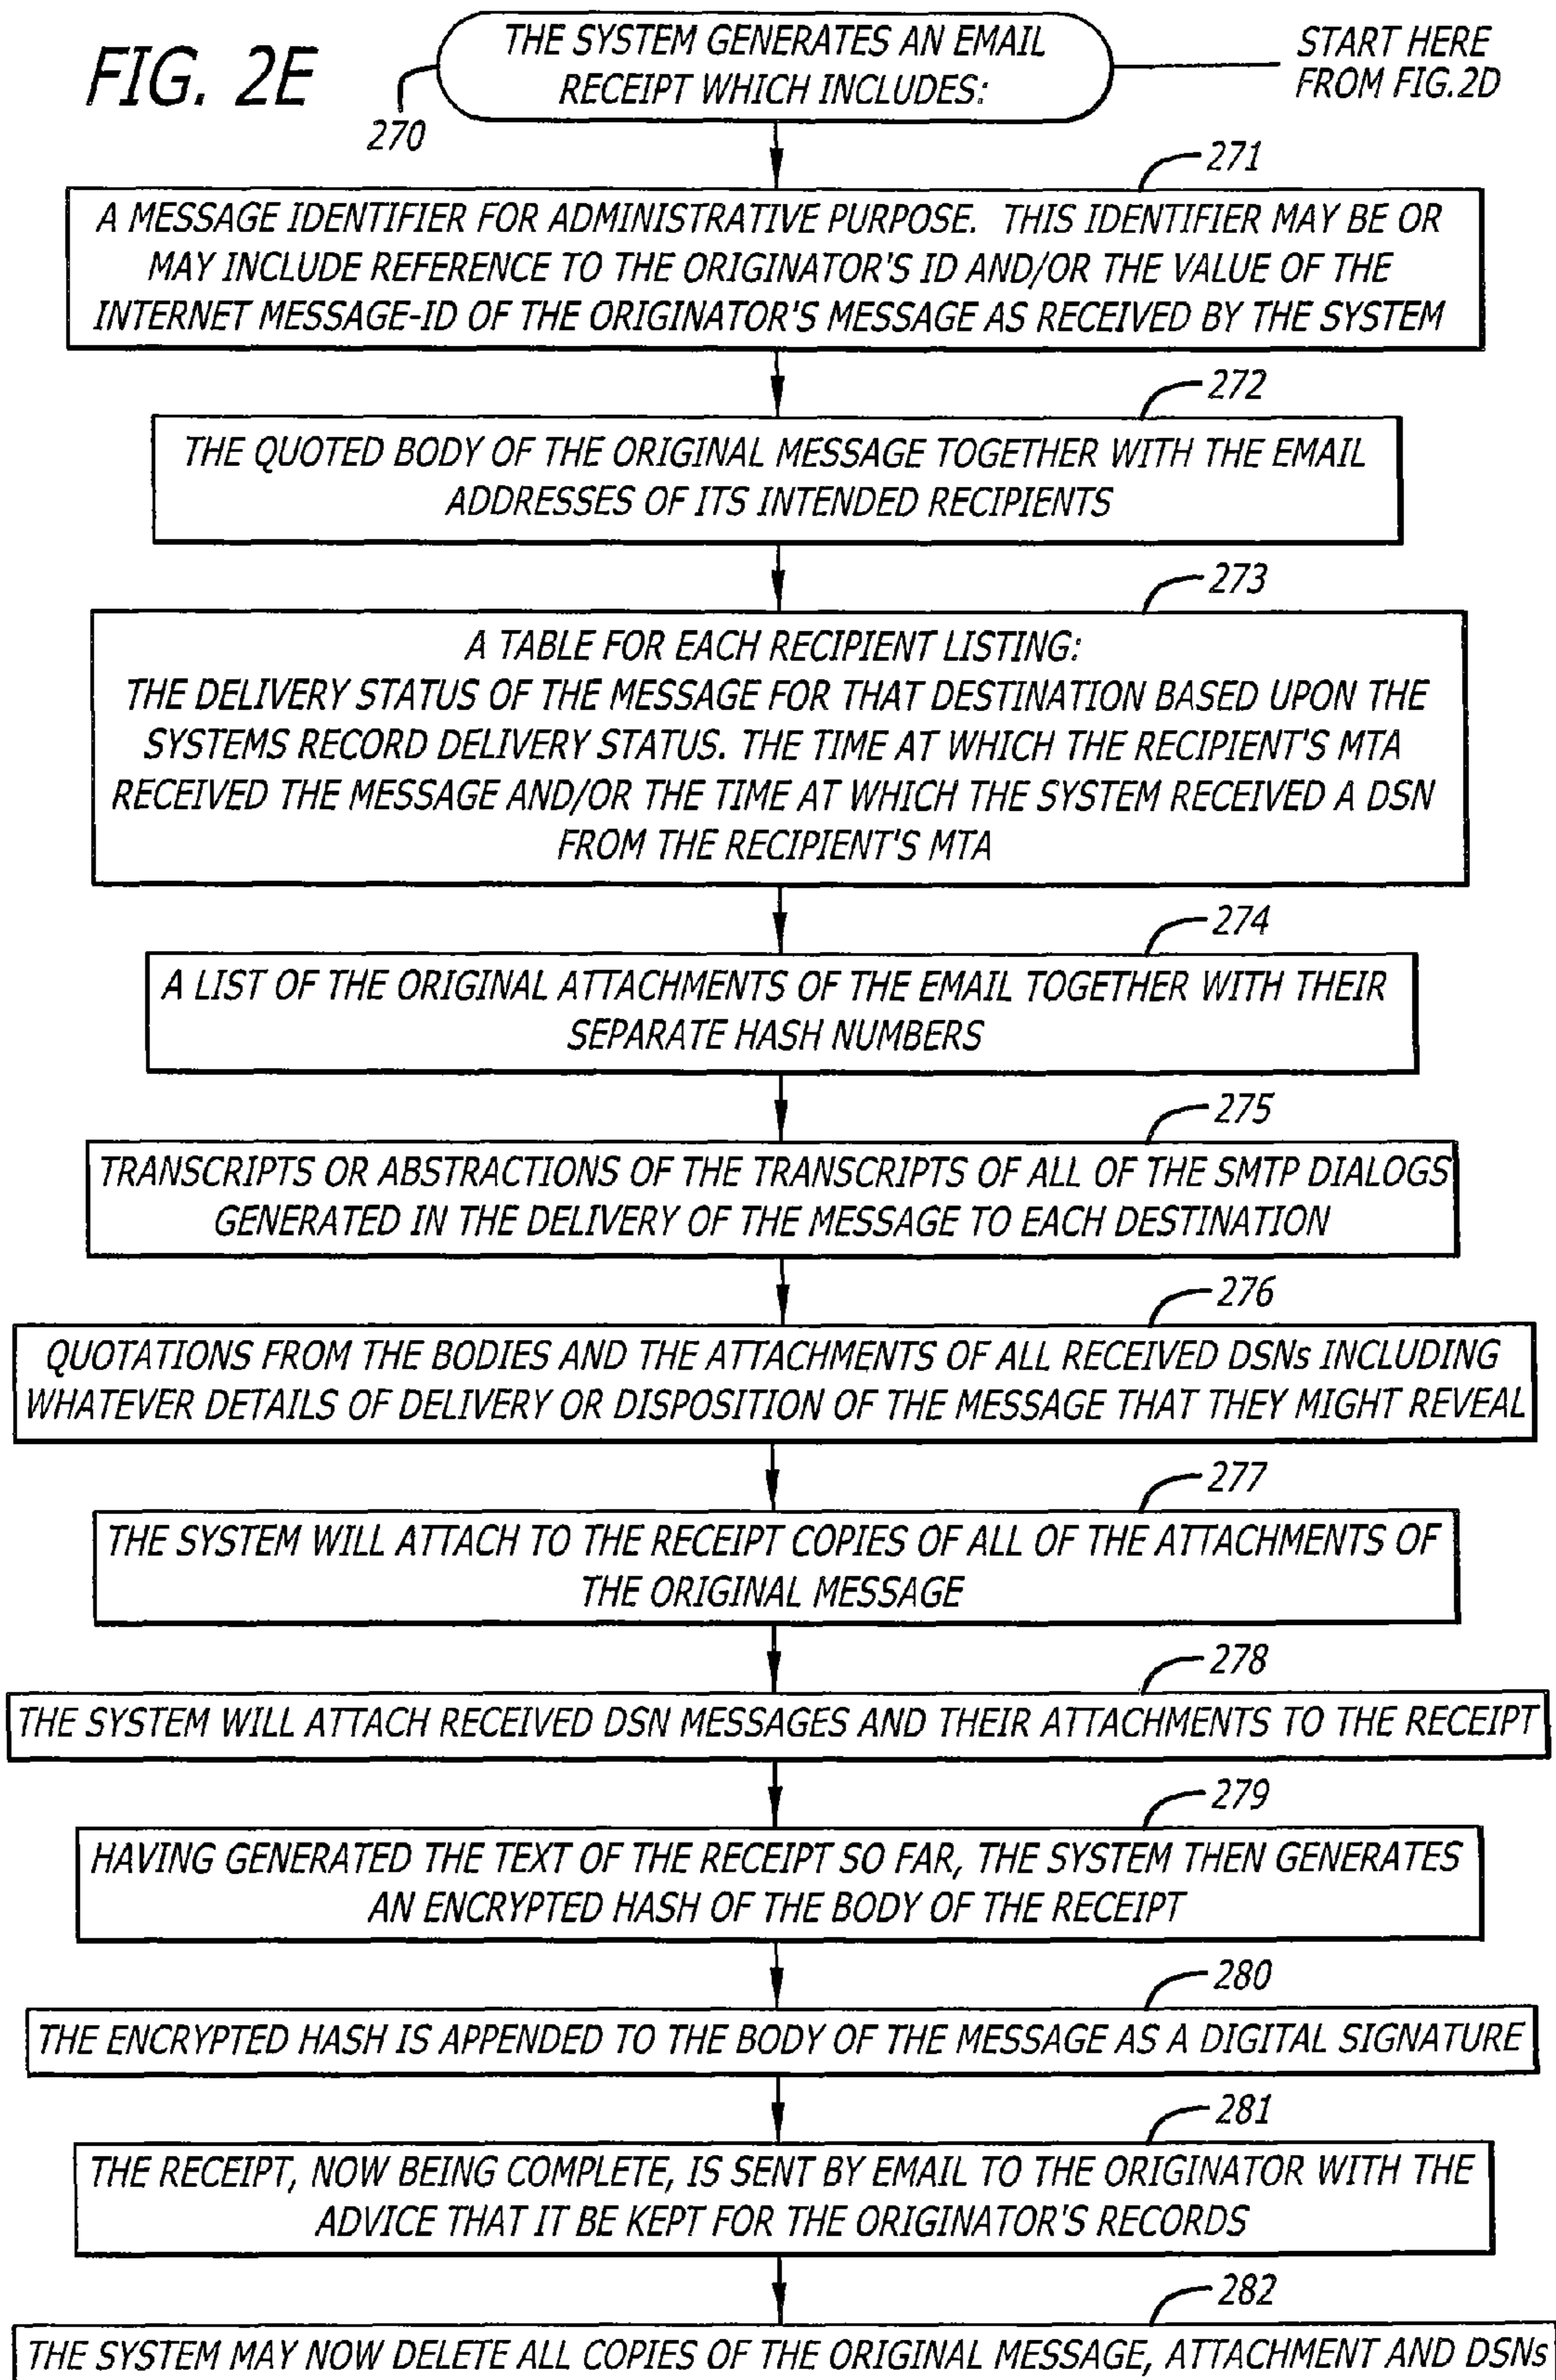 FIG. 2E
THE SYSTEM GENERATES AN EMAIL
RECEIPT WHICH INCLUDES:
START HERE
FROM FIG.2D
270
271
A MESSAGE IDENTIFIER FOR ADMINISTRATIVE PURPOSE. THIS IDENTIFIER MAY BE OR
MAY INCLUDE REFERENCE TO THE ORIGINATOR'S ID AND/OR THE VALUE OF THE
INTERNET MESSAGE-ID OF THE ORIGINATOR'S MESSAGE AS RECEIVED BY THE SYSTEM
272
THE QUOTED BODY OF THE ORIGINAL MESSAGE TOGETHER WITH THE EMAIL
ADDRESSES OF ITS INTENDED RECIPIENTS
273
A TABLE FOR EACH RECIPIENT LISTING:
THE DELIVERY STATUS OF THE MESSAGE FOR THAT DESTINATION BASED UPON THE
SYSTEMS RECORD DELIVERY STATUS. THE TIME AT WHICH THE RECIPIENT'S MTA
RECEIVED THE MESSAGE AND/OR THE TIME AT WHICH THE SYSTEM RECEIVED A DSN
FROM THE RECIPIENT'S MTA
274
A LIST OF THE ORIGINAL ATTACHMENTS OF THE EMAIL TOGETHER WITH THEIR
SEPARATE HASH NUMBERS
275
TRANSCRIPTS OR ABSTRACTIONS OF THE TRANSCRIPTS OF ALL OF THE SMTP DIALOGS
GENERATED IN THE DELIVERY OF THE MESSAGE TO EACH DESTINATION
276
QUOTATIONS FROM THE BODIES AND THE ATTACHMENTS OF ALL RECEIVED DSNs INCLUDING
WHATEVER DETAILS OF DELIVERY OR DISPOSITION OF THE MESSAGE THAT THEY MIGHT REVEAL
277
THE SYSTEM WILL ATTACH TO THE RECEIPT COPIES OF ALL OF THE ATTACHMENTS OF
THE ORIGINAL MESSAGE
278
THE SYSTEM WILL ATTACH RECEIVED DSN MESSAGES AND THEIR ATTACHMENTS TO THE RECEIPT
279
HAVING GENERATED THE TEXT OF THE RECEIPT SO FAR, THE SYSTEM THEN GENERATES
AN ENCRYPTED HASH OF THE BODY OF THE RECEIPT
280
THE ENCRYPTED HASH IS APPENDED TO THE BODY OF THE MESSAGE AS A DIGITAL SIGNATURE
281
THE RECEIPT, NOW BEING COMPLETE, IS SENT BY EMAIL TO THE ORIGINATOR WITH THE
ADVICE THAT IT BE KEPT FOR THE ORIGINATOR'S RECORDS
282
THE SYSTEM MAY NOW DELETE ALL COPIES OF THE ORIGINAL MESSAGE, ATTACHMENT AND DSNs